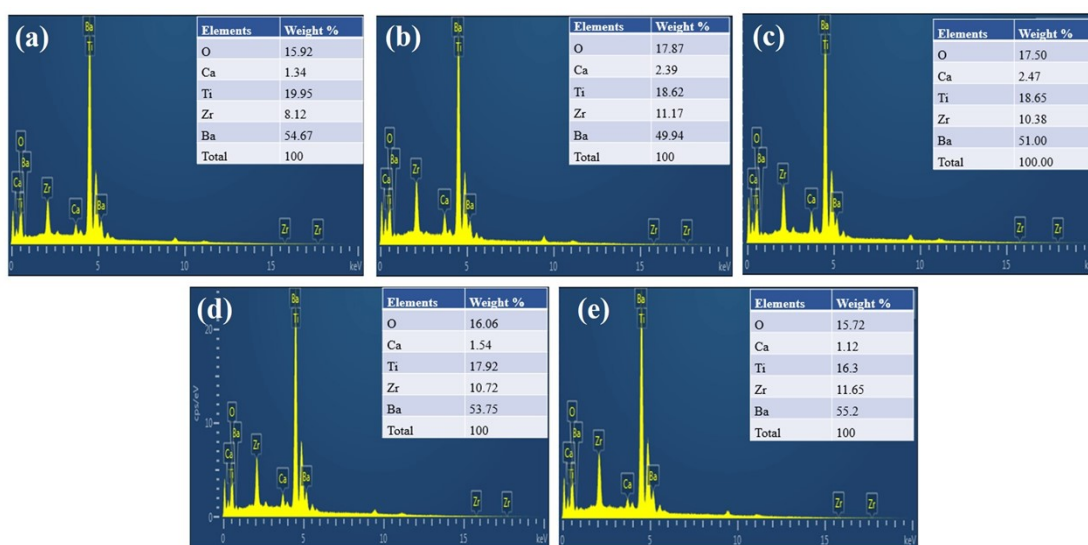 (a)
Elements Weight %
O 15.92
Ca 1.34
Ti 19.95
Zr 8.12
Ba 54.67
Total 100
Ba
Ti
O
Ba
Ca
Ti
Zr
Ca
Ba
Zr
Zr
0 5 10 15 keV
(b)
Elements Weight %
O 17.87
Ca 2.39
Ti 18.62
Zr 11.17
Ba 49.94
Total 100
Ba
Ti
O
Ba
Ca
Ti
Zr
Ca
Ba
Zr
Zr
0 5 10 15 keV
(c)
Elements Weight %
O 17.50
Ca 2.47
Ti 18.65
Zr 10.38
Ba 51.00
Total 100.00
Ba
Ti
O
Ba
Ca
Ti
Zr
Ca
Ba
Zr
Zr
0 5 10 15 keV
(d)
Elements Weight %
O 16.06
Ca 1.54
Ti 17.92
Zr 10.72
Ba 53.75
Total 100
Ba
Ti
20
cps/eV
10
0
O
Ba
Ca
Ti
Zr
Ca
Ba
Zr
Zr
0 5 10 15 keV
(e)
Elements Weight %
O 15.72
Ca 1.12
Ti 16.3
Zr 11.65
Ba 55.2
Total 100
Ba
Ti
O
Ba
Ca
Ti
Zr
Ca
Ba
Zr
Zr
0 5 10 15 keV